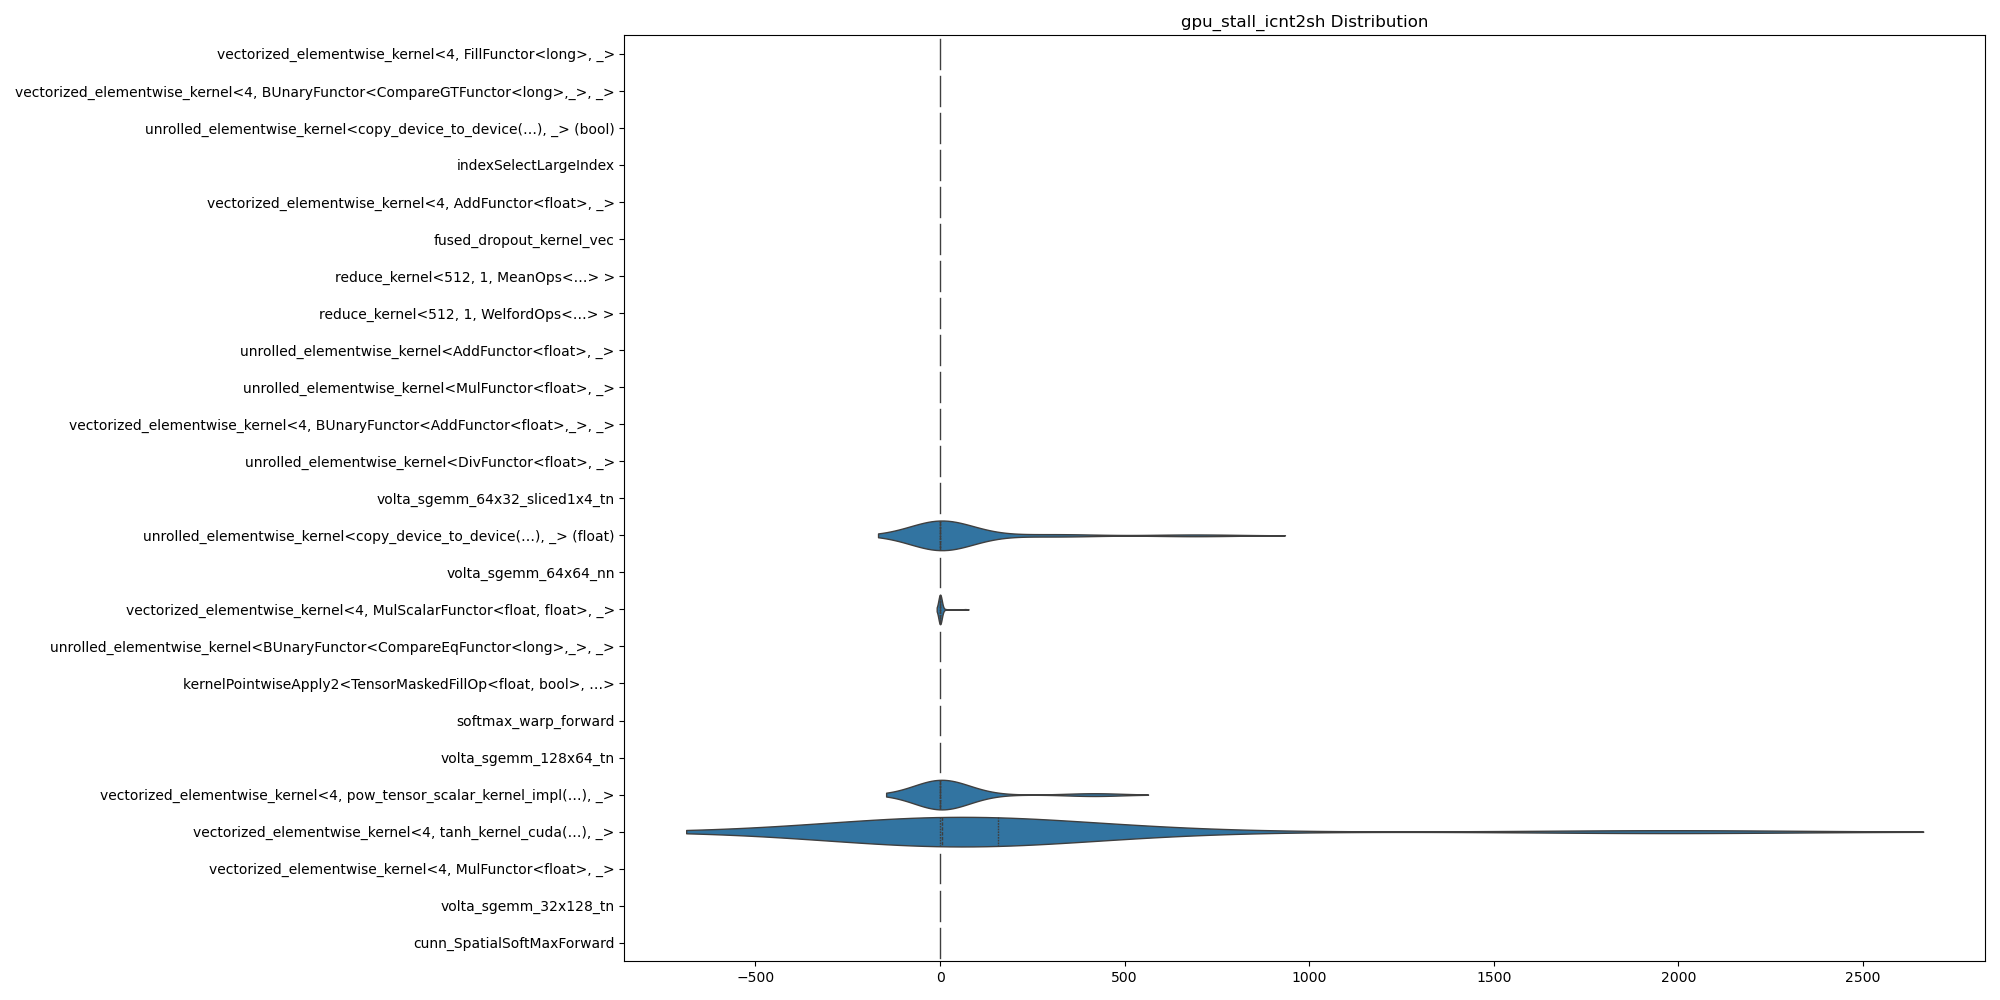 gpu_stall_icnt2sh Distribution
vectorized_elementwise_kernel<4, FillFunctor<long>, _>
vectorized_elementwise_kernel<4, BUnaryFunctor<CompareGTFunctor<long>,_>, _>
unrolled_elementwise_kernel<copy_device_to_device(...), _> (bool)
indexSelectLargeIndex
vectorized_elementwise_kernel<4, AddFunctor<float>, _>
fused_dropout_kernel_vec
reduce_kernel<512, 1, MeanOps<...> >
reduce_kernel<512, 1, WelfordOps<...> >
unrolled_elementwise_kernel<AddFunctor<float>, _>
unrolled_elementwise_kernel<MulFunctor<float>, _>
vectorized_elementwise_kernel<4, BUnaryFunctor<AddFunctor<float>,_>, _>
unrolled_elementwise_kernel<DivFunctor<float>, _>
volta_sgemm_64x32_sliced1x4_tn
unrolled_elementwise_kernel<copy_device_to_device(...), _> (float)
volta_sgemm_64x64_nn
vectorized_elementwise_kernel<4, MulScalarFunctor<float, float>, _>
unrolled_elementwise_kernel<BUnaryFunctor<CompareEqFunctor<long>,_>, _>
kernelPointwiseApply2<TensorMaskedFillOp<float, bool>, ...>
softmax_warp_forward
volta_sgemm_128x64_tn
vectorized_elementwise_kernel<4, pow_tensor_scalar_kernel_impl(...), _>
vectorized_elementwise_kernel<4, tanh_kernel_cuda(...), _>
vectorized_elementwise_kernel<4, MulFunctor<float>, _>
volta_sgemm_32x128_tn
cunn_SpatialSoftMaxForward
−500 0 500 1000 1500 2000 2500